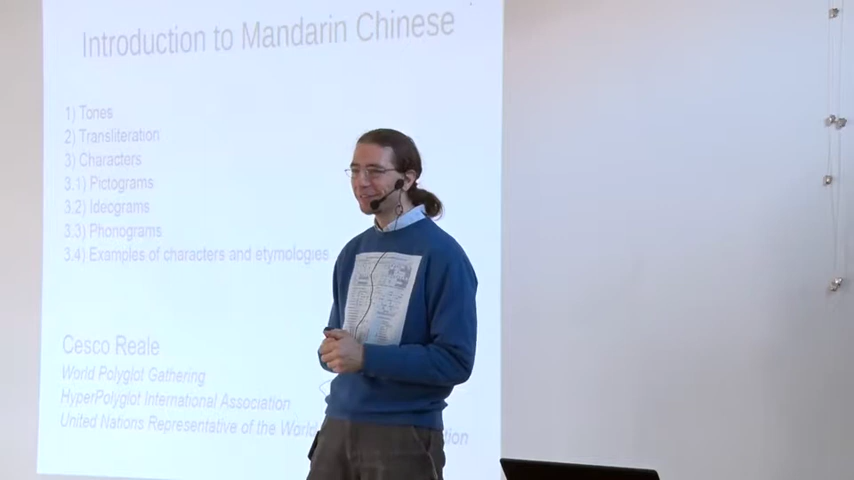 Introduction to Mandarin Chinese
1) Tones
2) Transliteration
3) Characters
3.1) Pictograms
3.2) Ideograms
3.3) Phonograms
3.4) Examples of characters and etymologies
Cesco Reale
World Polyglot Gathering
HyperPolyglot International Association
United Nations Representative of the World